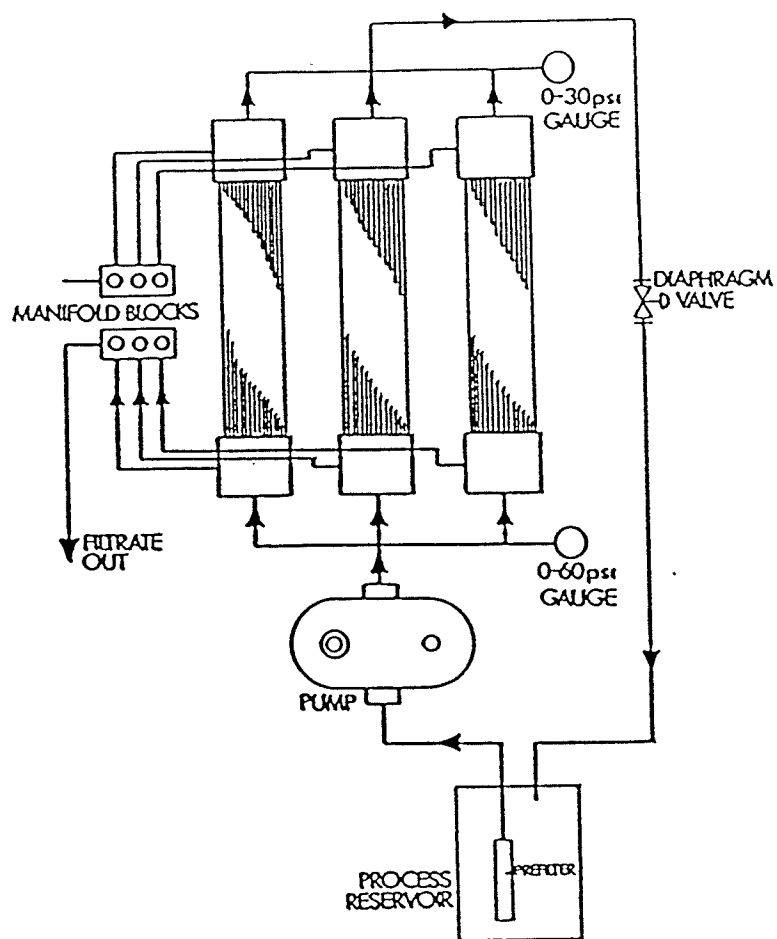 0-30psi
GAUGE
DIAPHRAGM
VALVE
MANIFOLD BLOCKS
FILTRATE
OUT
0-60psi
GAUGE
PUMP
PREFILTER
PROCESS
RESERVOIR